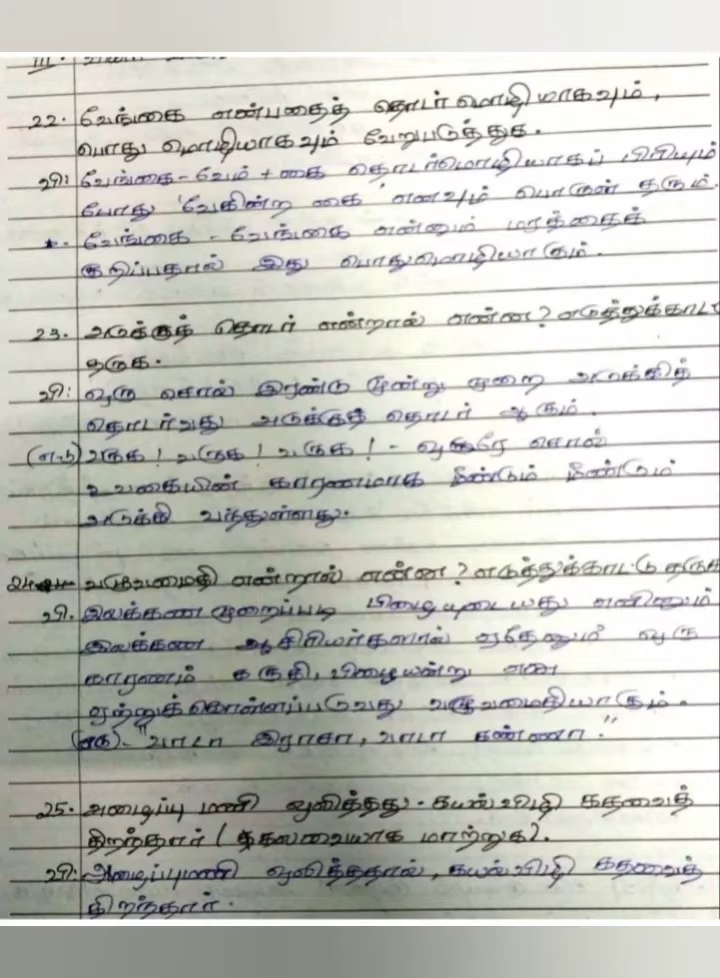 III.
22. வேங்கை என்பதைத் தொடர் மொழியாகவும்,
பொது மொழியாகவும் வேறுபடுத்துக.
வி: வேங்கை - வேம் + கை தொடர்மொழியாகப் பிரியும்
போது 'வேகின்ற கை' எனவும் பொருள் தரும்.
*. வேங்கை - வேங்கை என்னும் மரத்தைக்
குறிப்பதால் இது பொதுமொழியாகும்.
23. அடுக்குத் தொடர் என்றால் என்ன? எடுத்துக்காட்டு
தருக.
வி: ஒரு சொல் இரண்டு மூன்று முறை அடுக்கித்
தொடர்வது அடுக்குத் தொடர் ஆகும்.
(எ.டு) வருக! வருக! வருக! - ஒரே சொல்
உவகையின் காரணமாக மீண்டும் மீண்டும்
அடுக்கி வந்துள்ளது.
24. வழுவமைதி என்றால் என்ன? எடுத்துக்காட்டு தருக
வி. இலக்கண முறைப்படி பிழையுடையது எனினும்
இலக்கண ஆசிரியர்களால் ஏதேனும் ஒரு
காரணம் கருதி, பிழையன்று என
ஏற்றுக்கொள்ளப்படுவது வழுவமைதியாகும்.
(எகு). "வாடா இராசா, வாடா கண்ணா."
25. அழைப்பு மணி ஒலித்தது. கயல்விழி கதவைத்
திறந்தார் (கலவையாக மாற்றுக).
வி: அழைப்புமணி ஒலித்ததால், கயல்விழி கதவைத்
திறந்தார்.